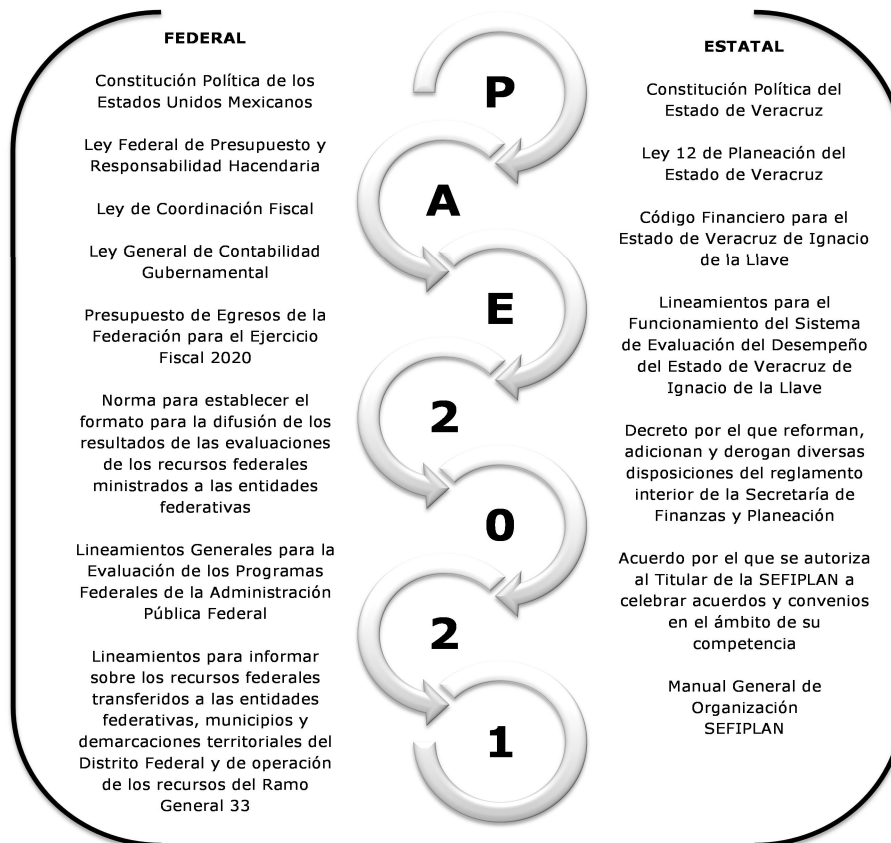 FEDERAL
Constitución Política de los
Estados Unidos Mexicanos
Ley Federal de Presupuesto y
Responsabilidad Hacendaria
Ley de Coordinación Fiscal
Ley General de Contabilidad
Gubernamental
Presupuesto de Egresos de la
Federación para el Ejercicio
Fiscal 2020
Norma para establecer el
formato para la difusión de los
resultados de las evaluaciones
de los recursos federales
ministrados a las entidades
federativas
Lineamientos Generales para la
Evaluación de los Programas
Federales de la Administración
Pública Federal
Lineamientos para informar
sobre los recursos federales
transferidos a las entidades
federativas, municipios y
demarcaciones territoriales del
Distrito Federal y de operación
de los recursos del Ramo
General 33
P
A
E
2
0
2
1
ESTATAL
Constitución Política del
Estado de Veracruz
Ley 12 de Planeación del
Estado de Veracruz
Código Financiero para el
Estado de Veracruz de Ignacio
de la Llave
Lineamientos para el
Funcionamiento del Sistema
de Evaluación del Desempeño
del Estado de Veracruz de
Ignacio de la Llave
Decreto por el que reforman,
adicionan y derogan diversas
disposiciones del reglamento
interior de la Secretaría de
Finanzas y Planeación
Acuerdo por el que se autoriza
al Titular de la SEFIPLAN a
celebrar acuerdos y convenios
en el ámbito de su
competencia
Manual General de
Organización
SEFIPLAN